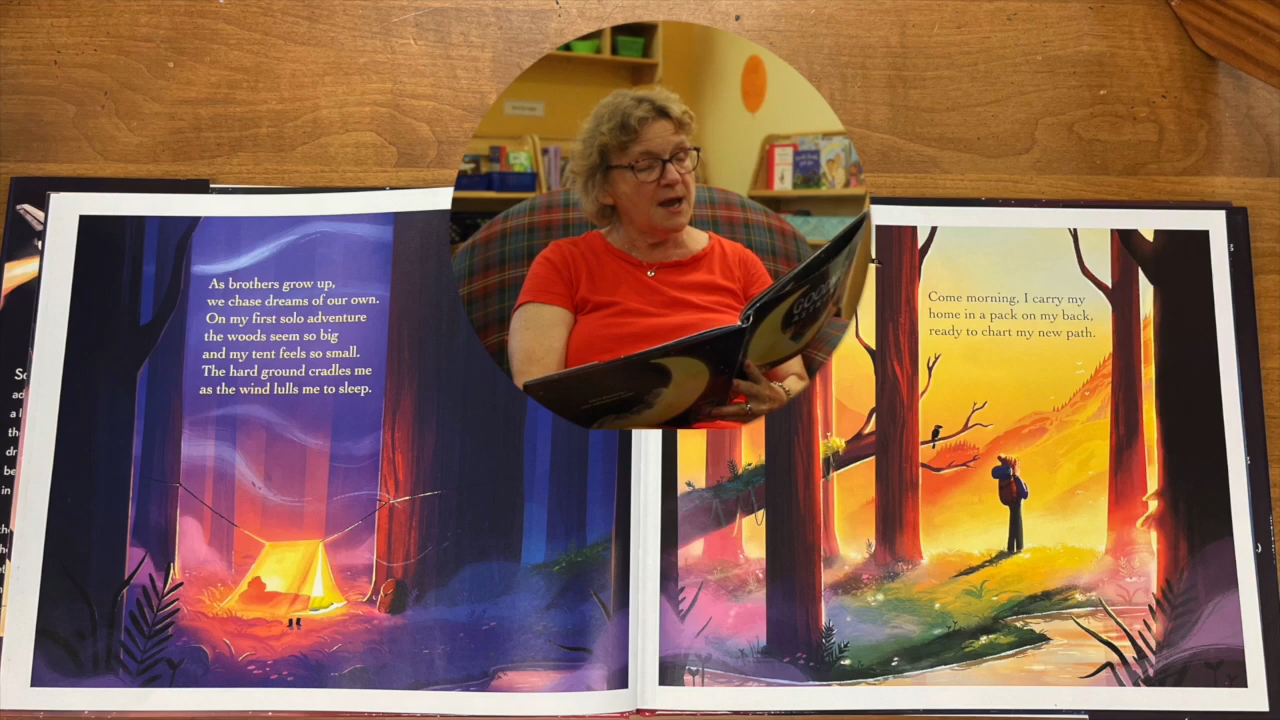 As brothers grow up,
we chase dreams of our own.
On my first solo adventure
the woods seem so big
and my tent feels so small.
The hard ground cradles me
as the wind lulls me to sleep.
Come morning, I carry my
home in a pack on my back,
ready to chart my new path.